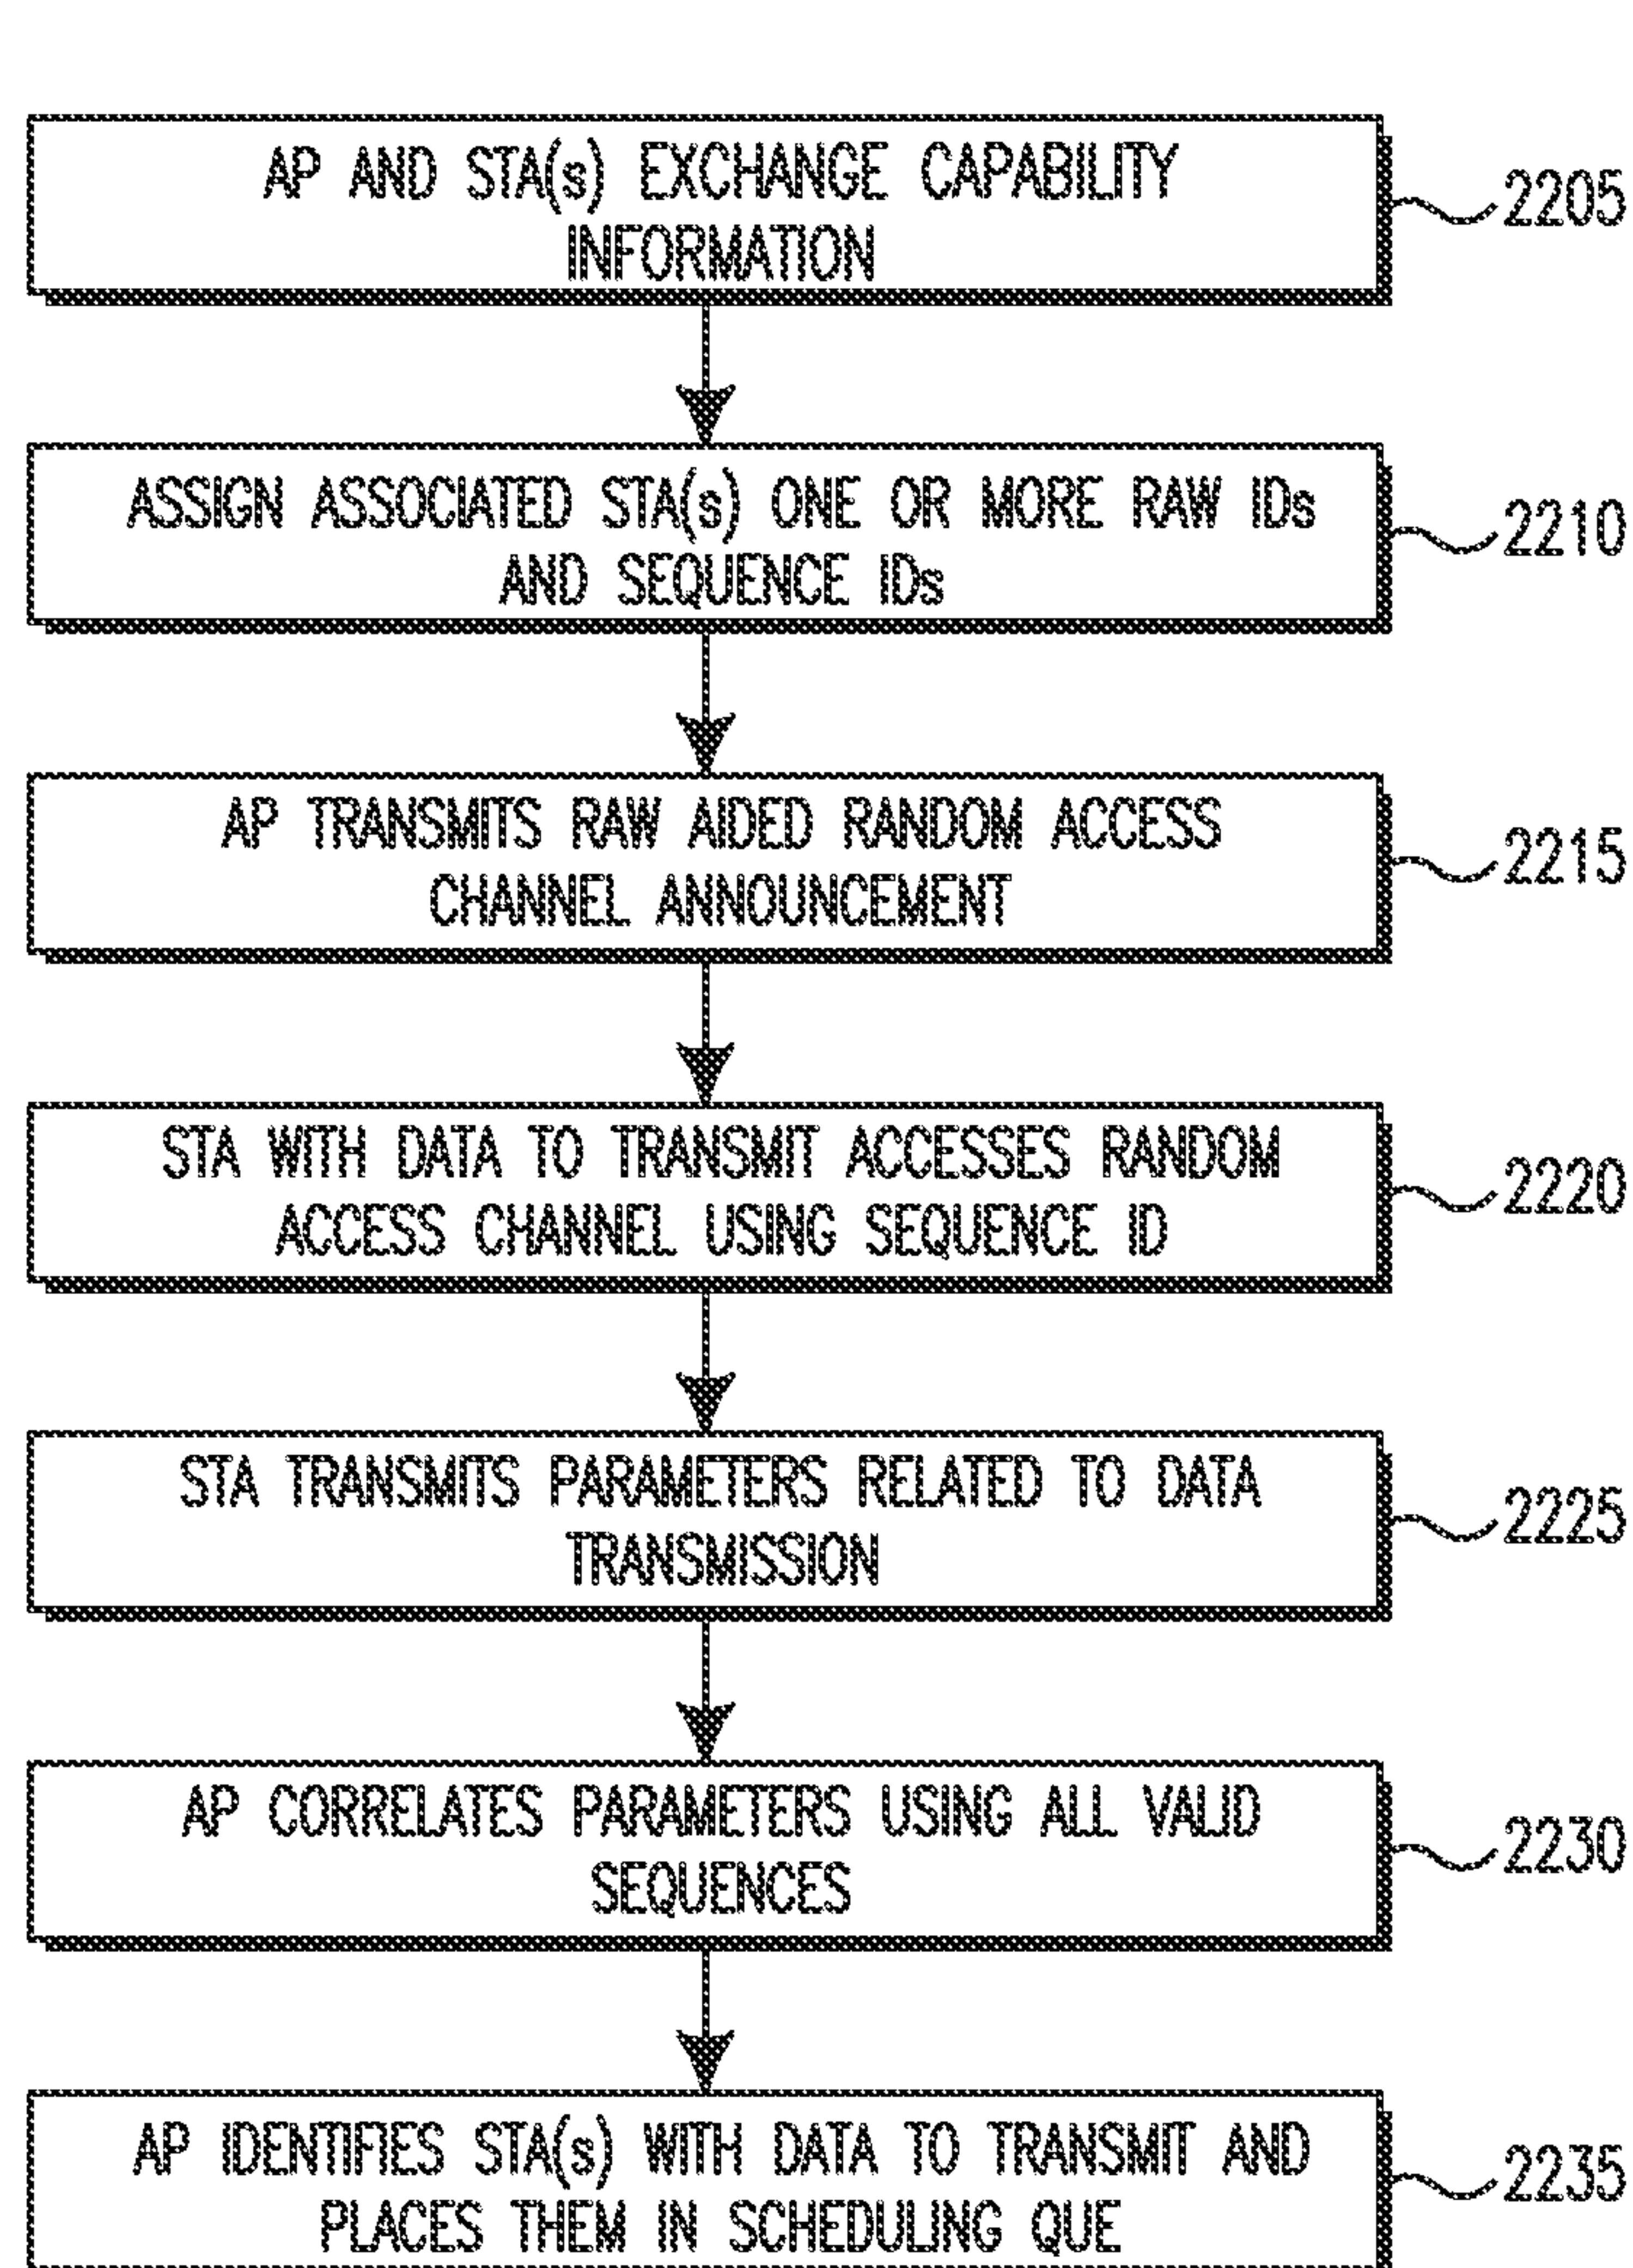 AP AND STA(s) EXCHANGE CAPABILITY
INFORMATION
2205
ASSIGN ASSOCIATED STA(s) ONE OR MORE RAW IDs
AND SEQUENCE IDs
2210
AP TRANSMITS RAW AIDED RANDOM ACCESS
CHANNEL ANNOUNCEMENT
2215
STA WITH DATA TO TRANSMIT ACCESSES RANDOM
ACCESS CHANNEL USING SEQUENCE ID
2220
STA TRANSMITS PARAMETERS RELATED TO DATA
TRANSMISSION
2225
AP CORRELATES PARAMETERS USING ALL VALID
SEQUENCES
2230
AP IDENTIFIES STA(s) WITH DATA TO TRANSMIT AND
PLACES THEM IN SCHEDULING QUE
2235